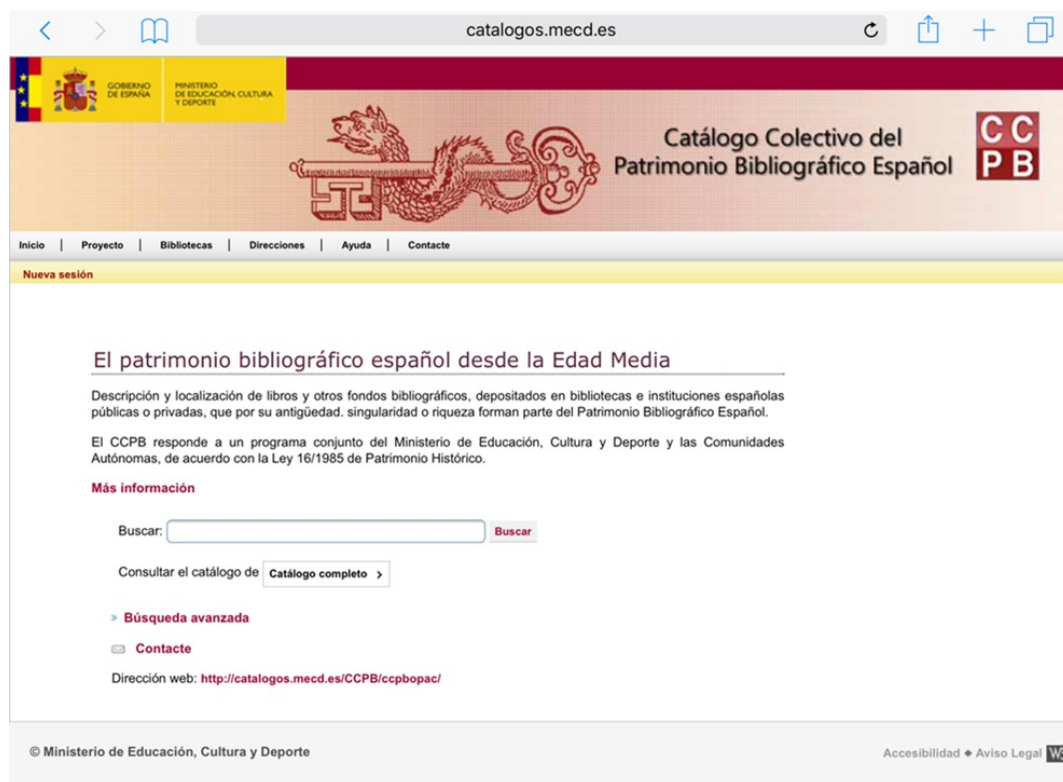 catalogos.mecd.es
GOBIERNO
DE ESPAÑA
MINISTERIO
DE EDUCACIÓN, CULTURA
Y DEPORTE
Catálogo Colectivo del
Patrimonio Bibliográfico Español
CC
PB
Inicio | Proyecto | Bibliotecas | Direcciones | Ayuda | Contacte
Nueva sesión
El patrimonio bibliográfico español desde la Edad Media
Descripción y localización de libros y otros fondos bibliográficos, depositados en bibliotecas e instituciones españolas
públicas o privadas, que por su antigüedad. singularidad o riqueza forman parte del Patrimonio Bibliográfico Español.
El CCPB responde a un programa conjunto del Ministerio de Educación, Cultura y Deporte y las Comunidades
Autónomas, de acuerdo con la Ley 16/1985 de Patrimonio Histórico.
Más información
Buscar: Buscar
Consultar el catálogo de Catálogo completo >
» Búsqueda avanzada
Contacte
Dirección web: http://catalogos.mecd.es/CCPB/ccpbopac/
© Ministerio de Educación, Cultura y Deporte
Accesibilidad ◆ Aviso Legal